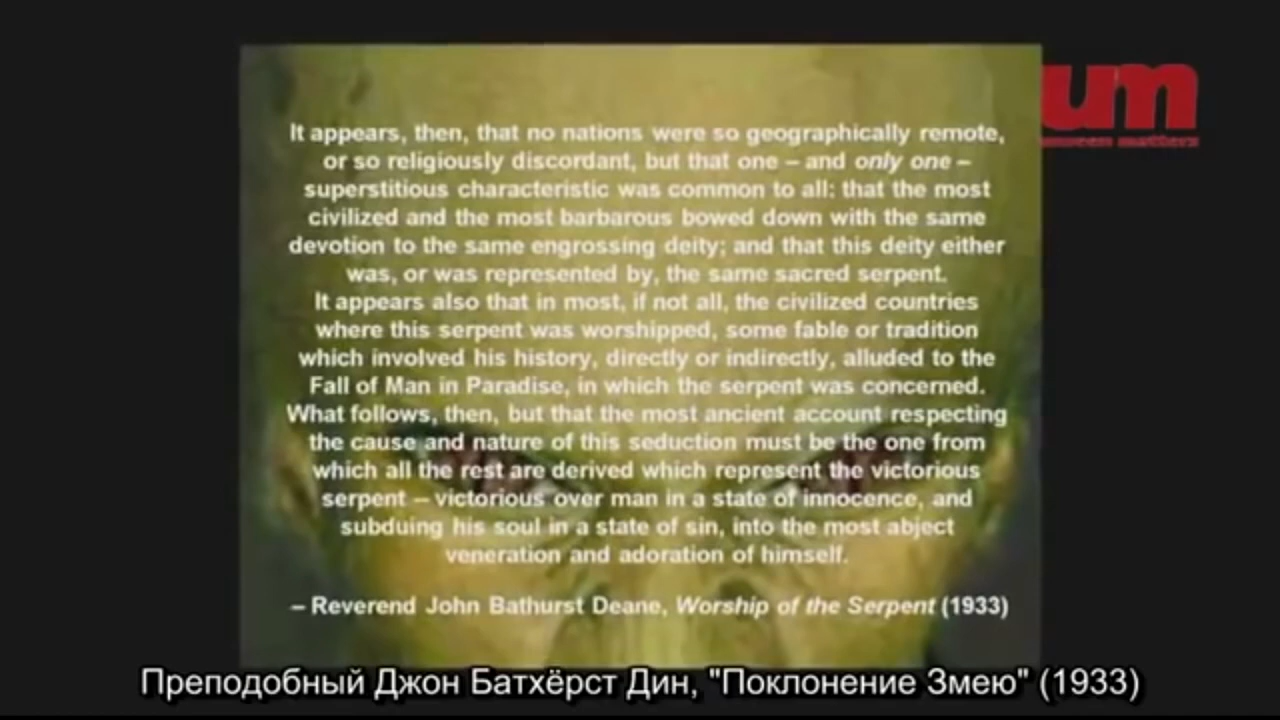 um
It appears, then, that no nations were so geographically remote,
or so religiously discordant, but that one – and only one –
superstitious characteristic was common to all: that the most
civilized and the most barbarous bowed down with the same
devotion to the same engrossing deity; and that this deity either
was, or was represented by, the same sacred serpent.
It appears also that in most, if not all, the civilized countries
where this serpent was worshipped, some fable or tradition
which involved his history, directly or indirectly, alluded to the
Fall of Man in Paradise, in which the serpent was concerned.
What follows, then, but that the most ancient account respecting
the cause and nature of this seduction must be the one from
which all the rest are derived which represent the victorious
serpent – victorious over man in a state of innocence, and
subduing his soul in a state of sin, into the most abject
veneration and adoration of himself.
– Reverend John Bathurst Deane, Worship of the Serpent (1933)
Преподобный Джон Батхёрст Дин, "Поклонение Змею" (1933)